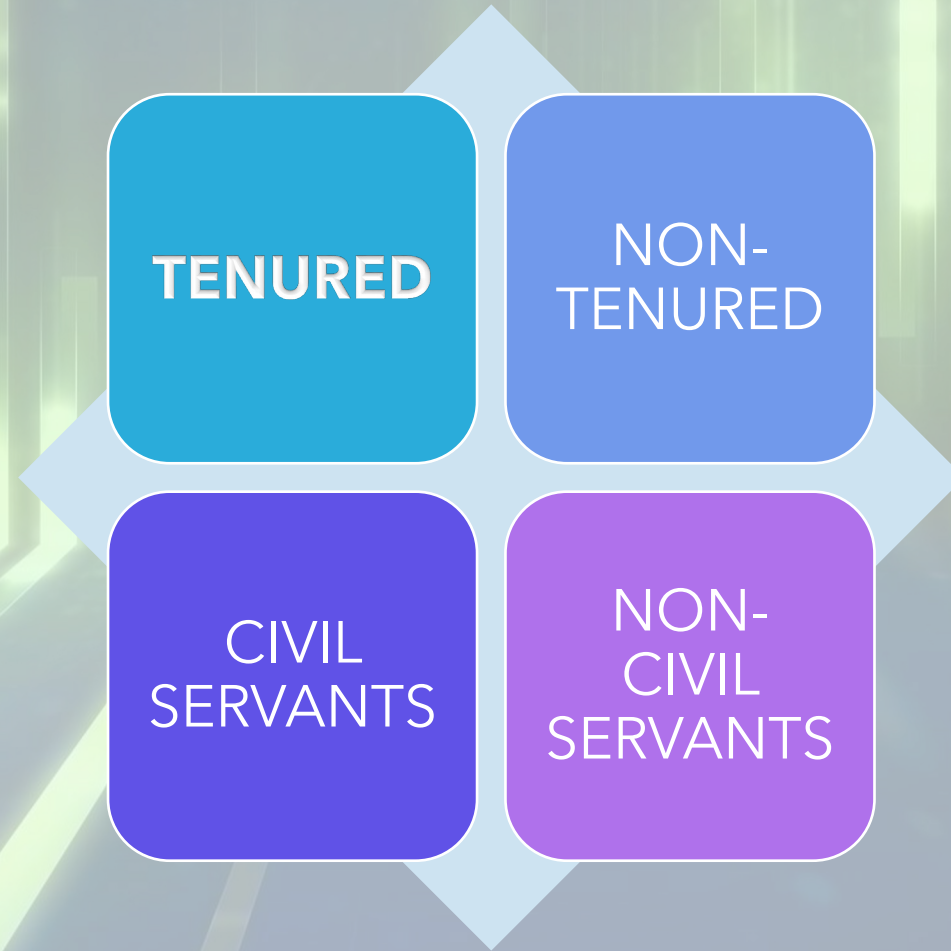 TENURED
NON-
TENURED
CIVIL
SERVANTS
NON-
CIVIL
SERVANTS